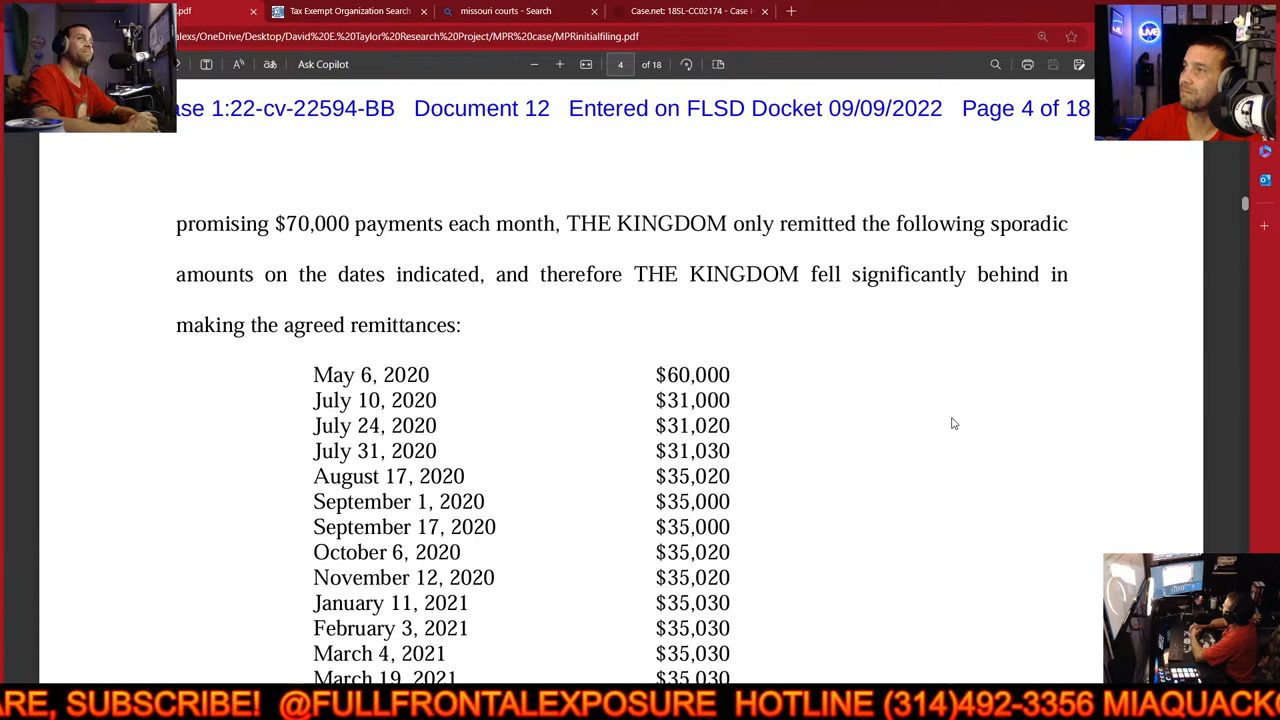 .pdf
Tax Exempt Organization Search
missouri courts - Search
Case.net: 18SL-CC02174 - Case
alexs/OneDrive/Desktop/David%20E.%20Taylor%20Research%20Project/MPR%20case/MPRinitialfiling.pdf
Ask Copilot
4 of 18
ase 1:22-cv-22594-BB Document 12 Entered on FLSD Docket 09/09/2022 Page 4 of 18
promising $70,000 payments each month, THE KINGDOM only remitted the following sporadic
amounts on the dates indicated, and therefore THE KINGDOM fell significantly behind in
making the agreed remittances:
May 6, 2020 $60,000
July 10, 2020 $31,000
July 24, 2020 $31,020
July 31, 2020 $31,030
August 17, 2020 $35,020
September 1, 2020 $35,000
September 17, 2020 $35,000
October 6, 2020 $35,020
November 12, 2020 $35,020
January 11, 2021 $35,030
February 3, 2021 $35,030
March 4, 2021 $35,030
March 19, 2021 $35,030
ARE, SUBSCRIBE! @FULLFRONTALEXPOSURE HOTLINE (314)492-3356 MIAQUACK
LIVE